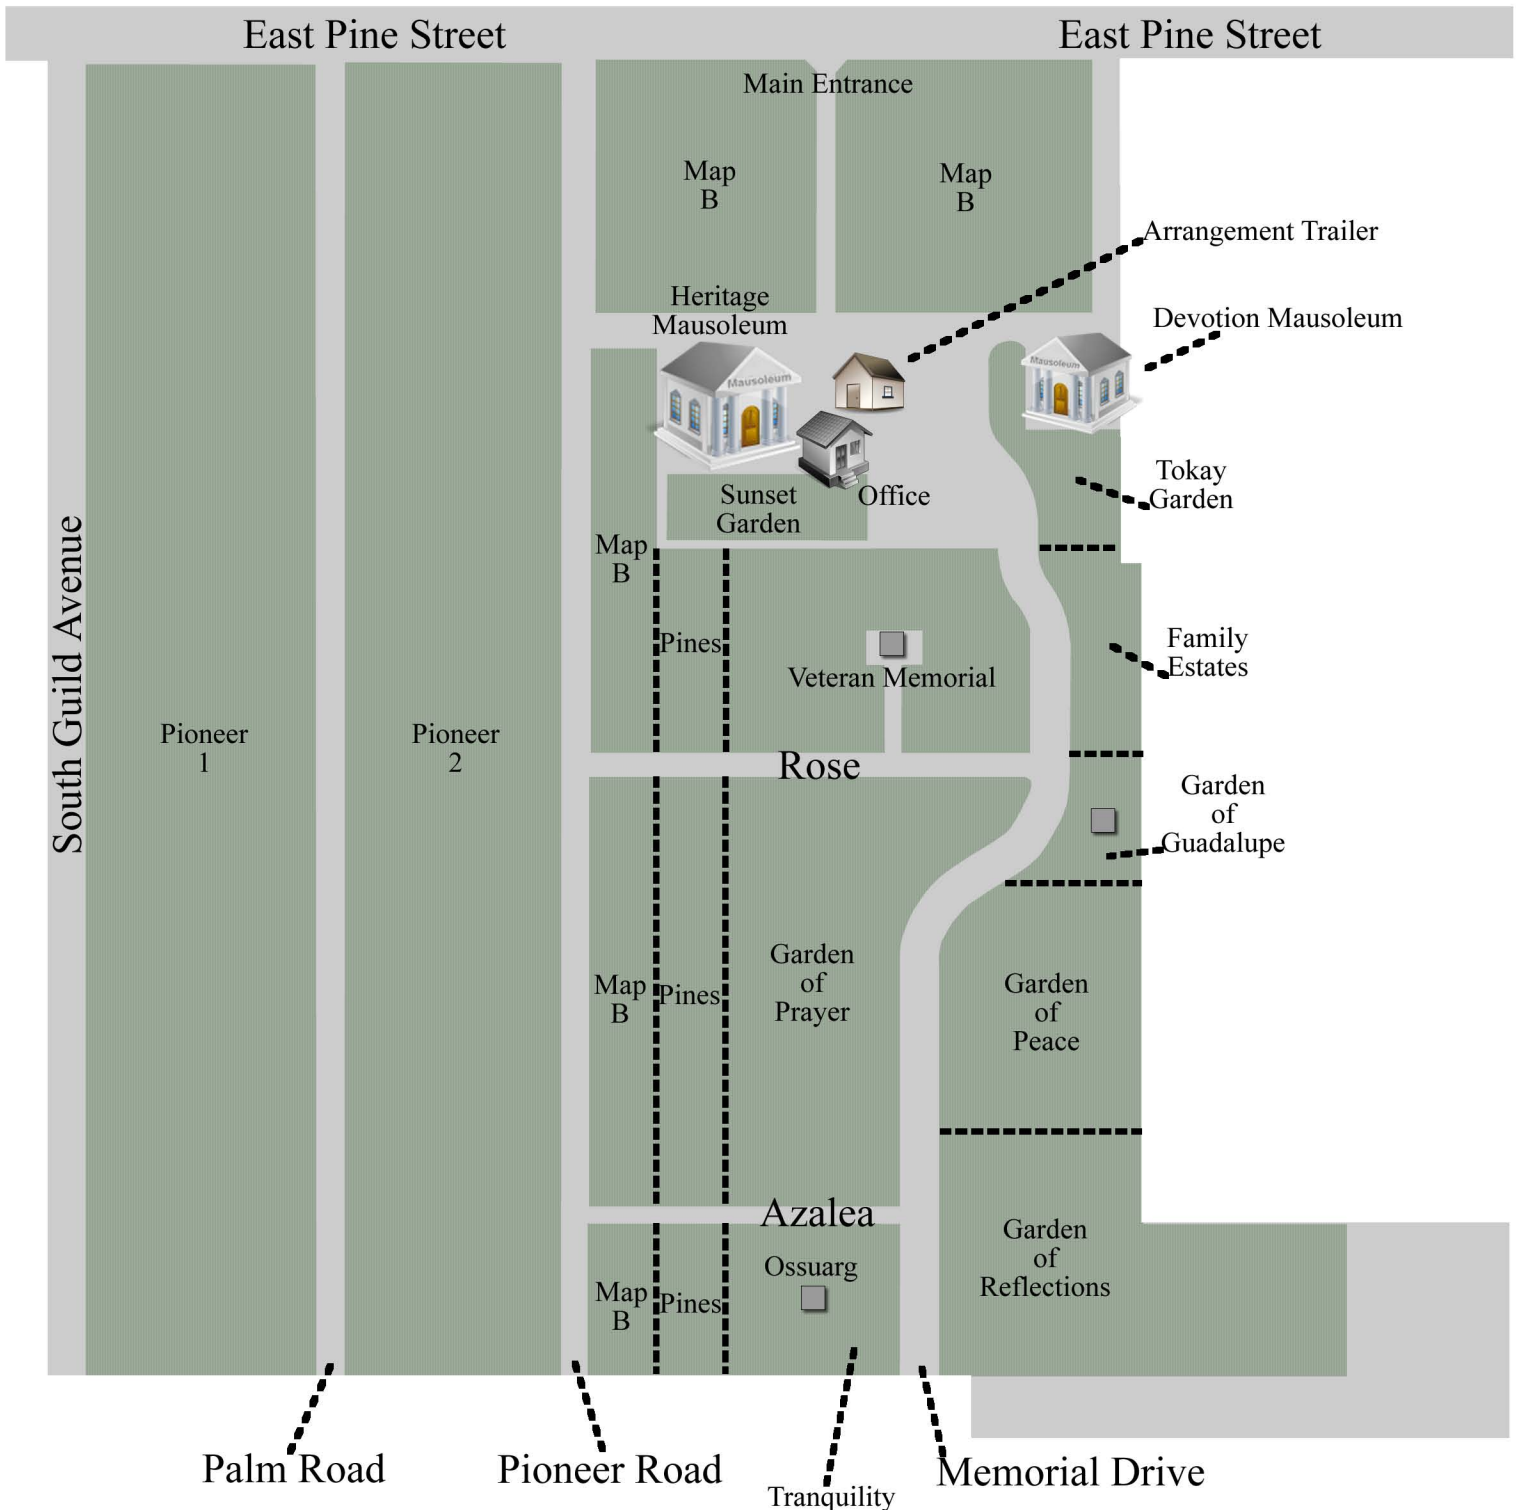 East Pine Street
East Pine Street
Main Entrance
Map
B
Map
B
Arrangement Trailer
Heritage
Mausoleum
Devotion Mausoleum
Mausoleum
Mausoleum
Tokay
Garden
Sunset
Garden
Office
South Guild Avenue
Map
B
Pines
Family
Estates
Veteran Memorial
Pioneer
1
Pioneer
2
Rose
Garden
of
Guadalupe
Garden
of
Prayer
Map
B
Pines
Garden
of
Peace
Azalea
Garden
of
Reflections
Ossuarg
Map
B
Pines
Palm Road
Pioneer Road
Memorial Drive
Tranquility